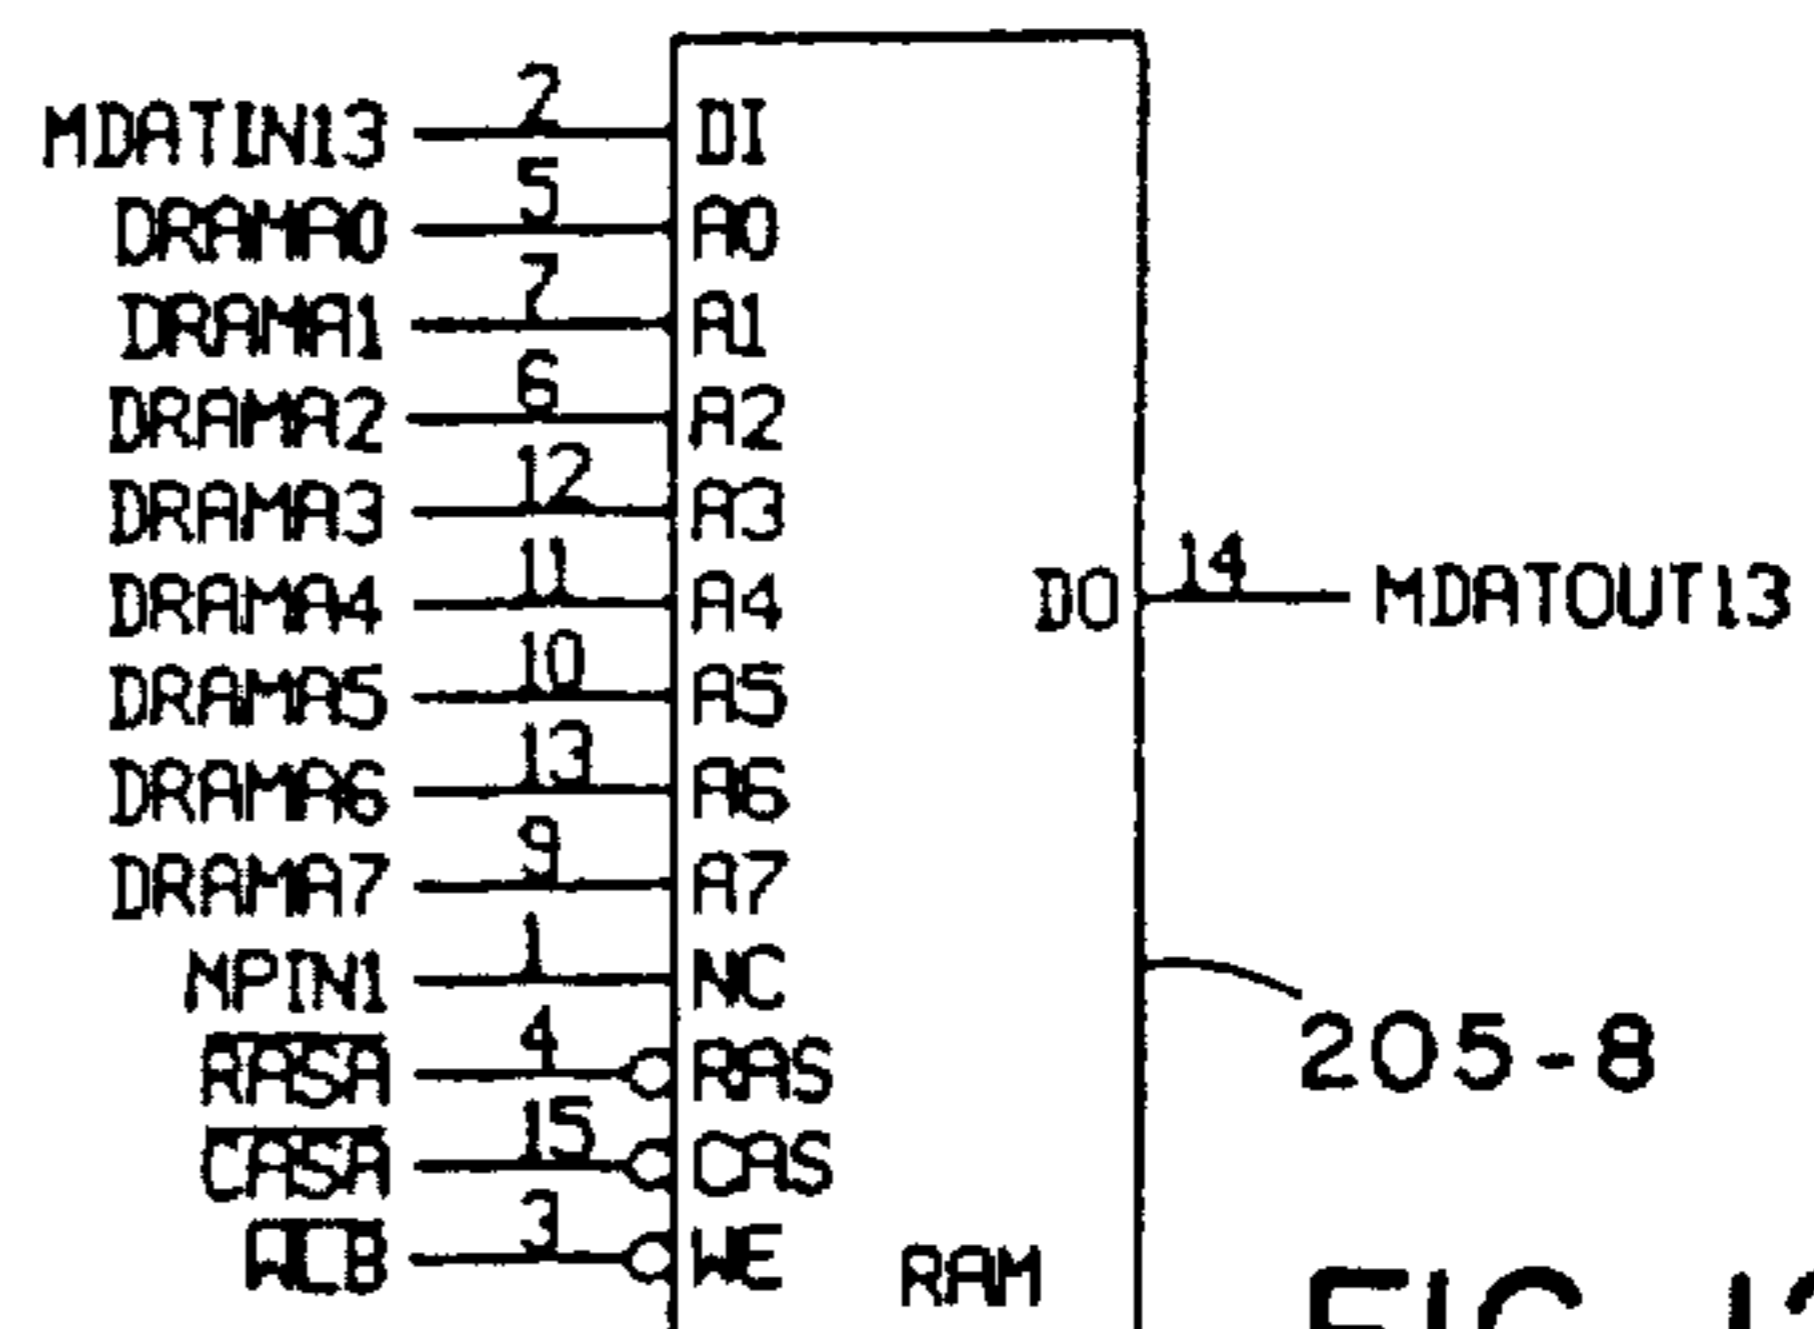 MDATIN13 2 DI
DRAMA0 5 A0
DRAMA1 7 A1
DRAMA2 6 A2
DRAMA3 12 A3
DRAMA4 11 A4 DO 14 MDATOUT13
DRAMA5 10 A5
DRAMA6 13 A6
DRAMA7 9 A7
NPIN1 1 NC
RASA 4 RAS 205-8
CASA 15 CAS
WCB 3 WE RAM